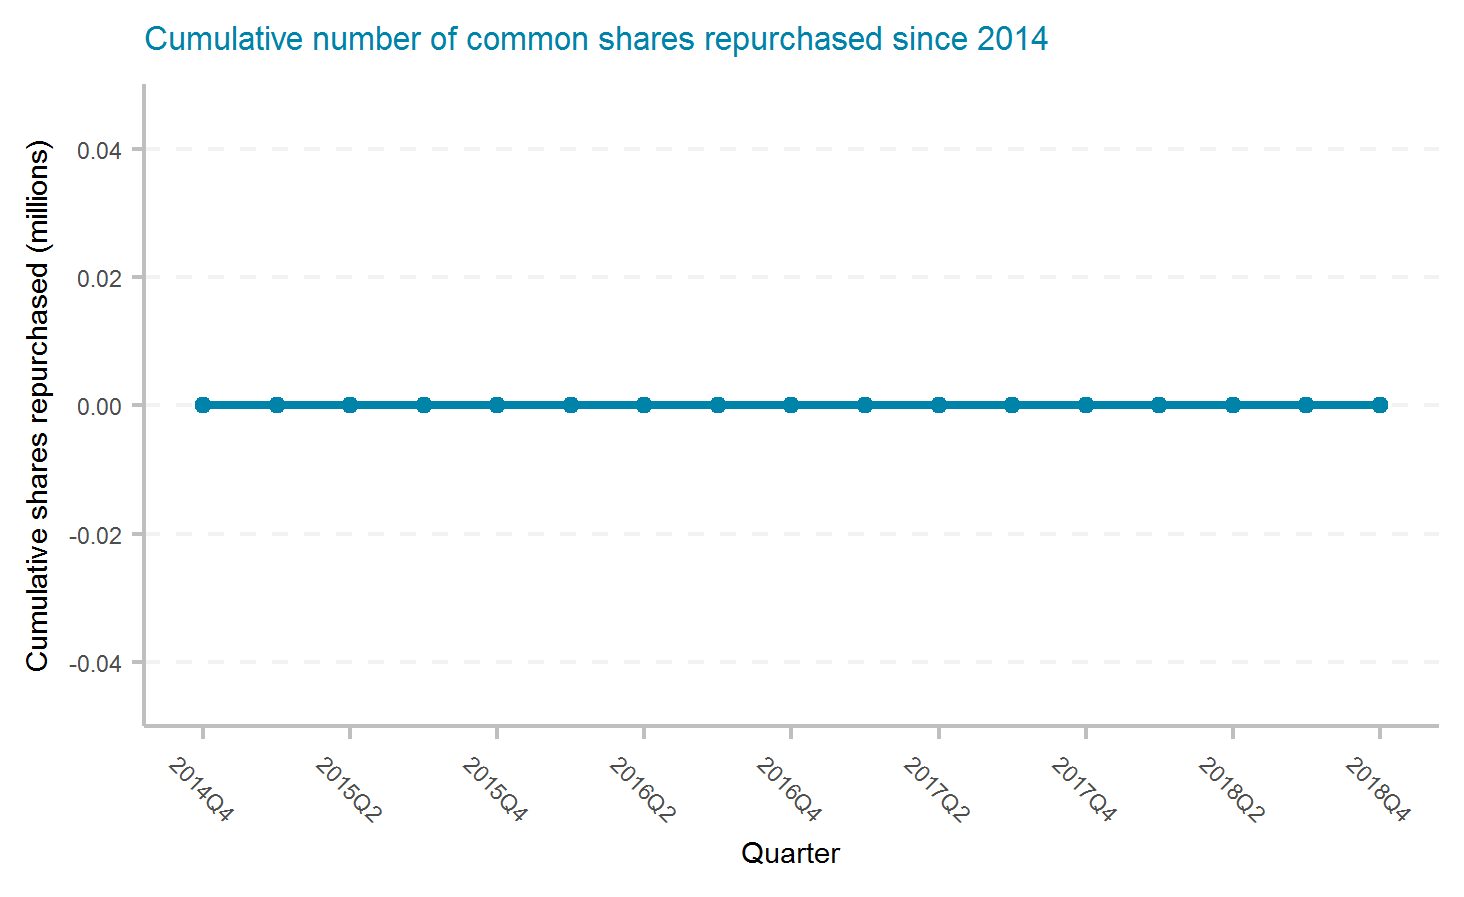 Cumulative number of common shares repurchased since 2014
Cumulative shares repurchased (millions)
0.04
0.02
0.00
-0.02
-0.04
2014Q4
2015Q2
2015Q4
2016Q2
2016Q4
2017Q2
2017Q4
2018Q2
2018Q4
Quarter